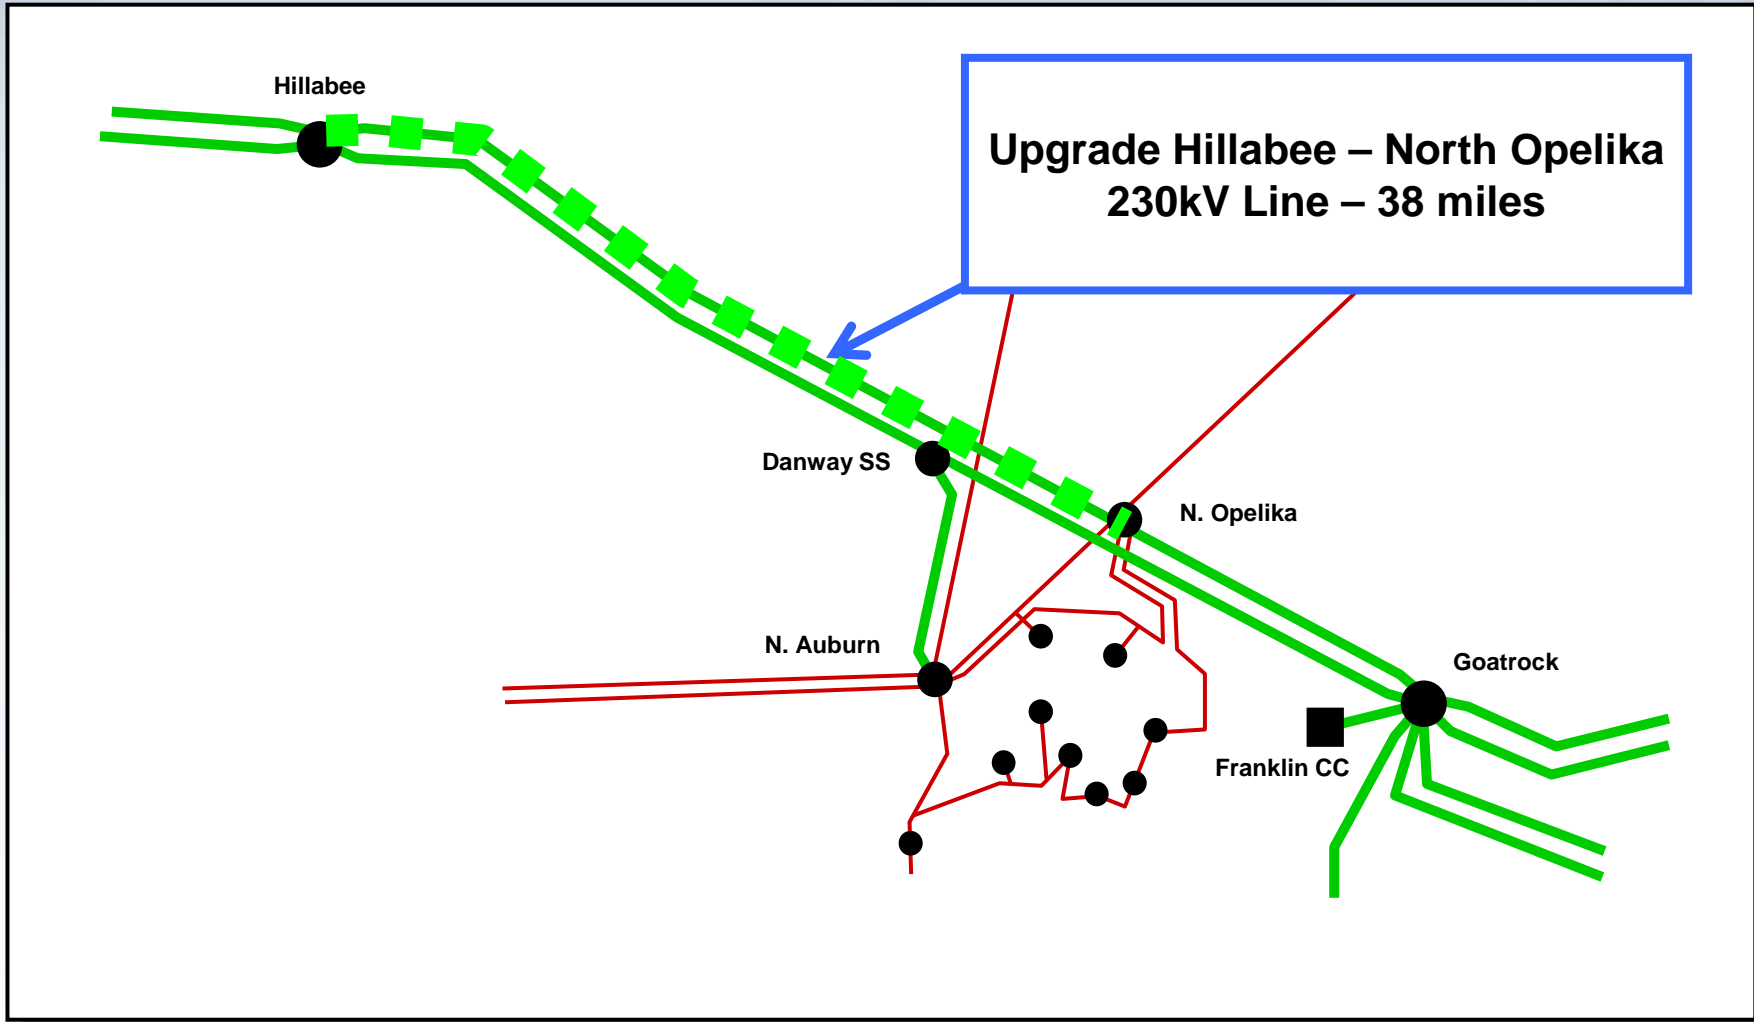 Hillabee
Upgrade Hillabee – North Opelika
230kV Line – 38 miles
Danway SS
N. Opelika
N. Auburn
Goatrock
Franklin CC